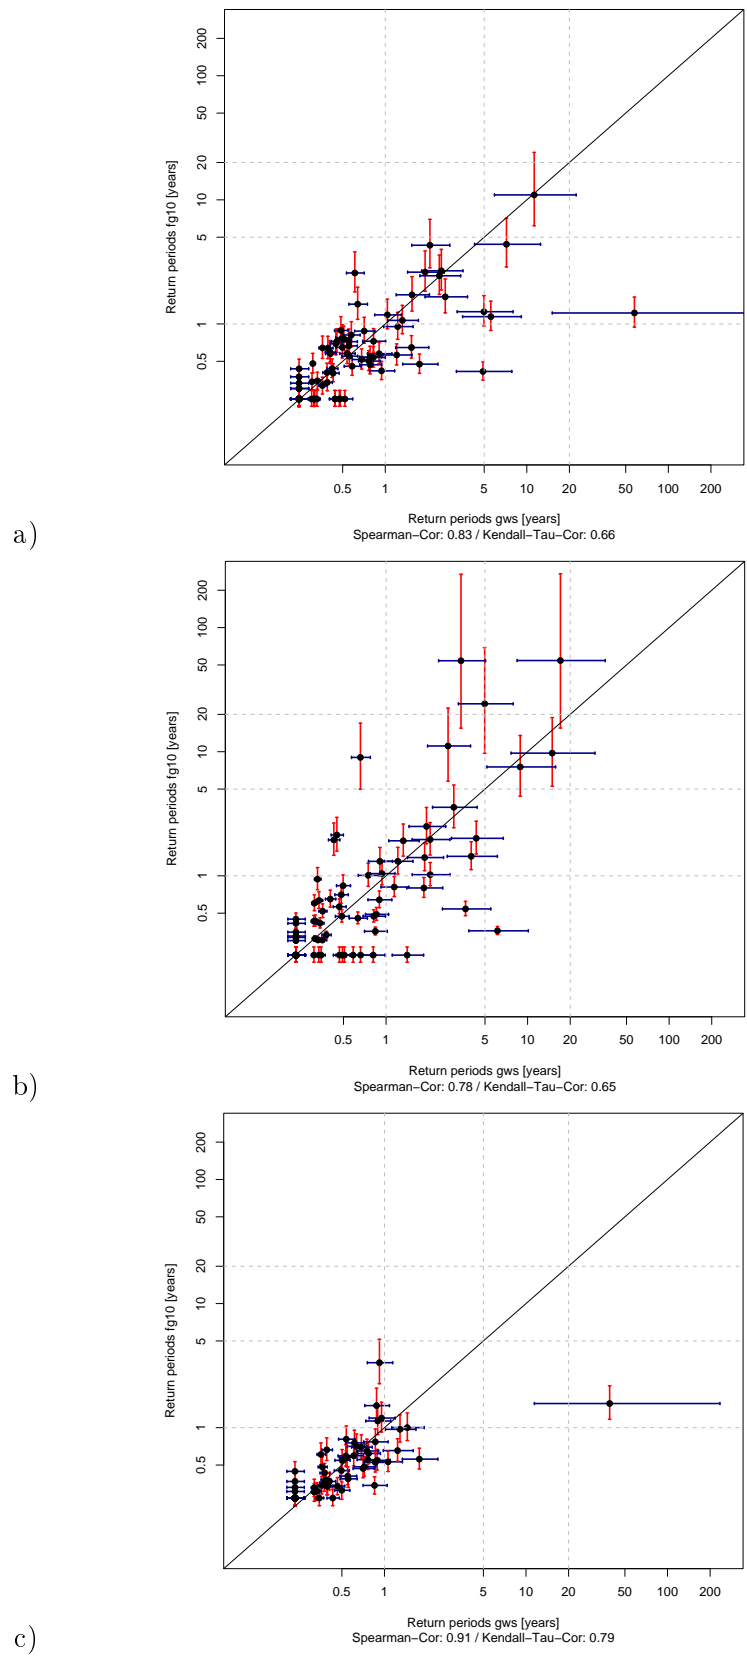 200
100
50
20
10
5
1
0.5
Return periods fg10 [years]
0.5 1 5 10 20 50 100 200
Return periods gws [years]
Spearman−Cor: 0.83 / Kendall−Tau−Cor: 0.66
a)
200
100
50
20
10
5
1
0.5
Return periods fg10 [years]
0.5 1 5 10 20 50 100 200
Return periods gws [years]
Spearman−Cor: 0.78 / Kendall−Tau−Cor: 0.65
b)
200
100
50
20
10
5
1
0.5
Return periods fg10 [years]
0.5 1 5 10 20 50 100 200
Return periods gws [years]
Spearman−Cor: 0.91 / Kendall−Tau−Cor: 0.79
c)